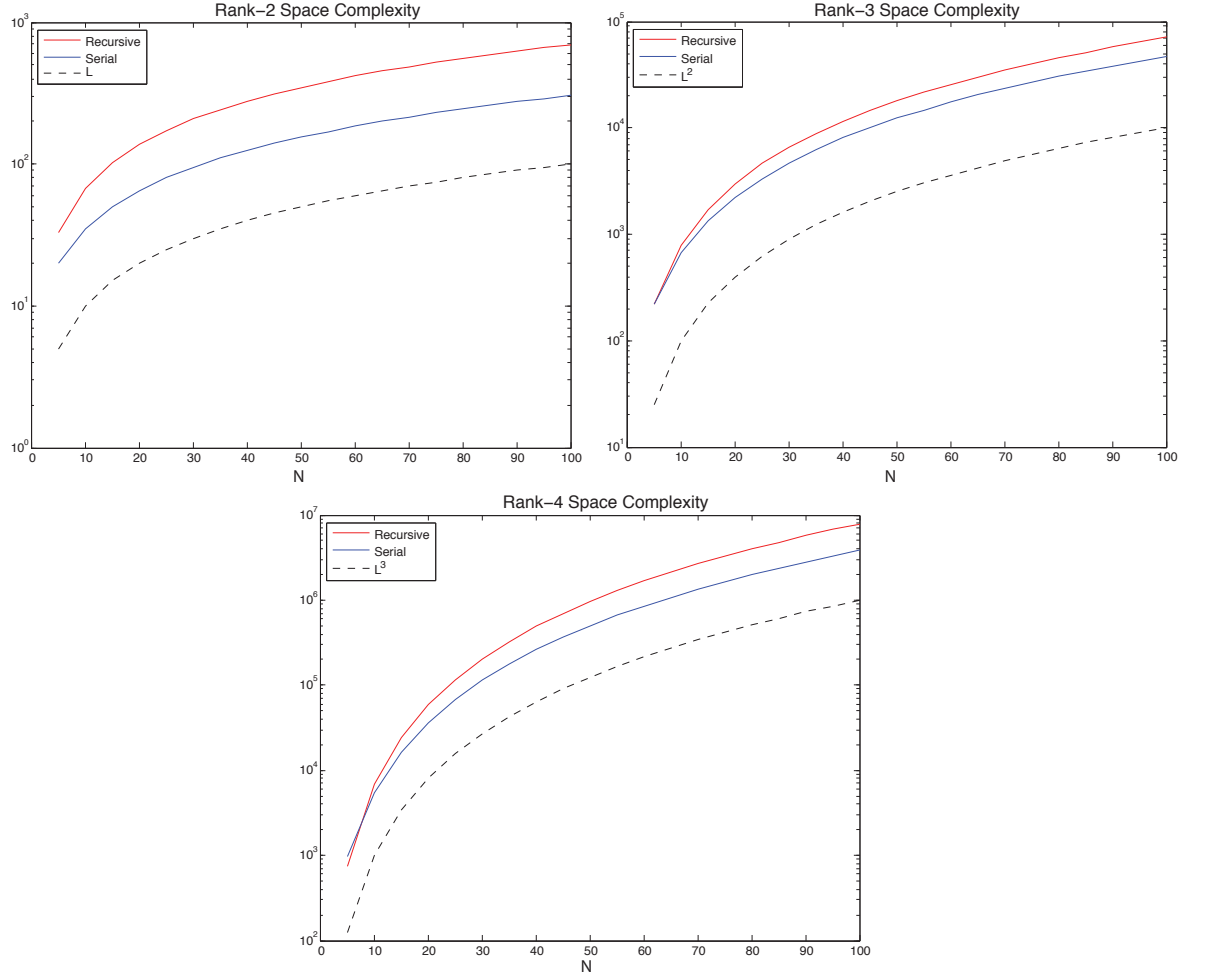 Rank−2 Space Complexity
10^3
10^2
10^1
10^0
Recursive
Serial
L
0 10 20 30 40 50 60 70 80 90 100
N
Rank−3 Space Complexity
10^5
10^4
10^3
10^2
10^1
Recursive
Serial
L^2
0 10 20 30 40 50 60 70 80 90 100
N
Rank−4 Space Complexity
10^7
10^6
10^5
10^4
10^3
10^2
Recursive
Serial
L^3
0 10 20 30 40 50 60 70 80 90 100
N